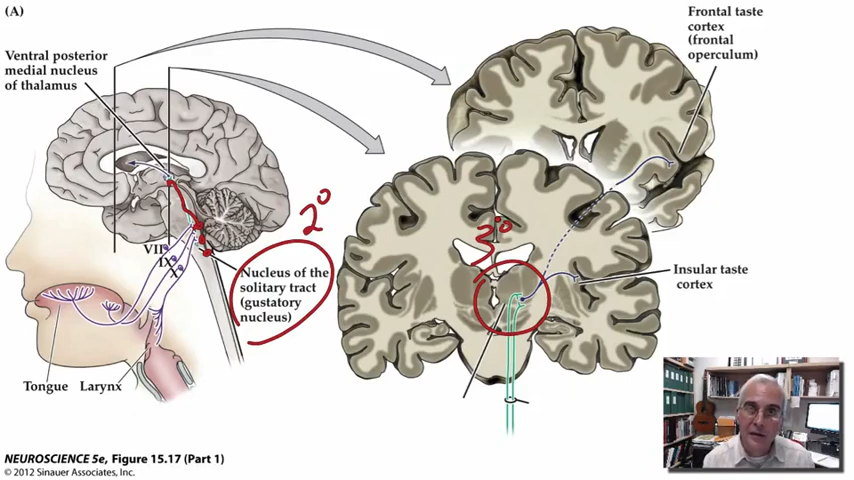 (A)
Ventral posterior
medial nucleus
of thalamus
Frontal taste
cortex
(frontal
operculum)
2°
3°
VII
IX
X
Nucleus of the
solitary tract
(gustatory
nucleus)
Insular taste
cortex
Tongue
Larynx
NEUROSCIENCE 5e, Figure 15.17 (Part 1)
© 2012 Sinauer Associates, Inc.